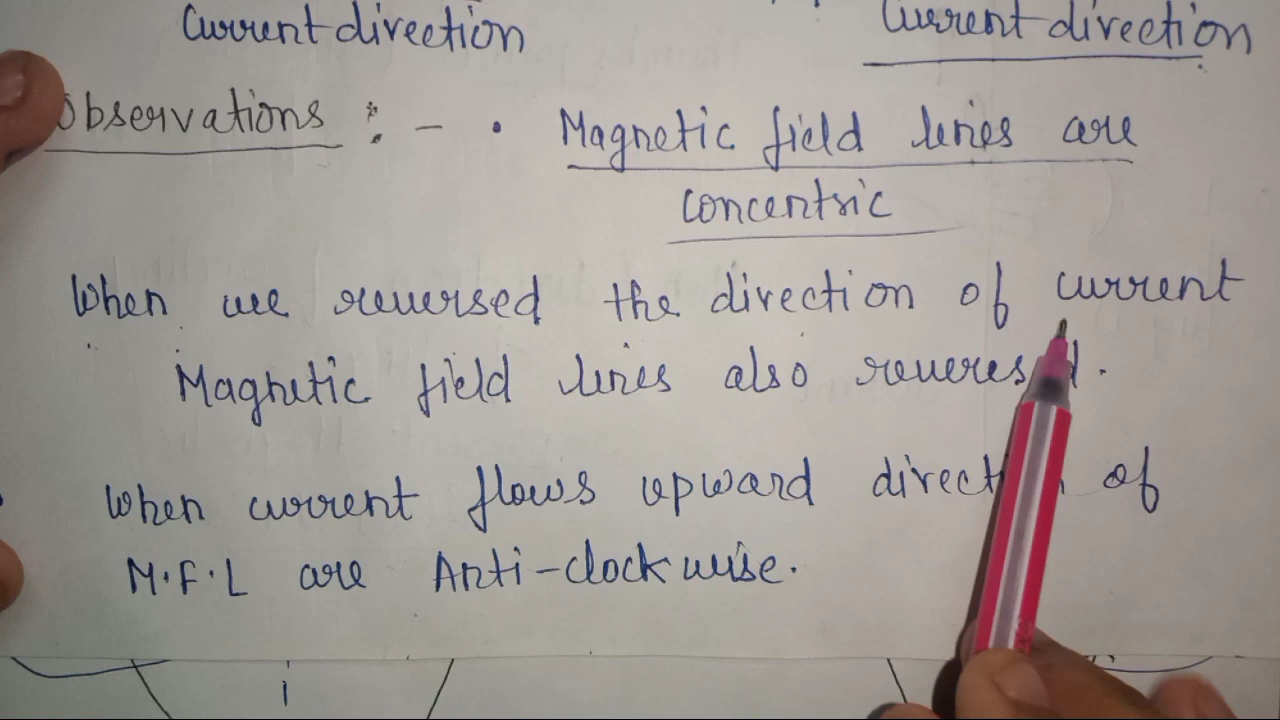 Current direction Current direction
Observations :- • Magnetic field lines are
concentric
When we reversed the direction of current
Magnetic field lines also reveresed.
When current flows upward direction of
M.F.L are Anti-clockwise.